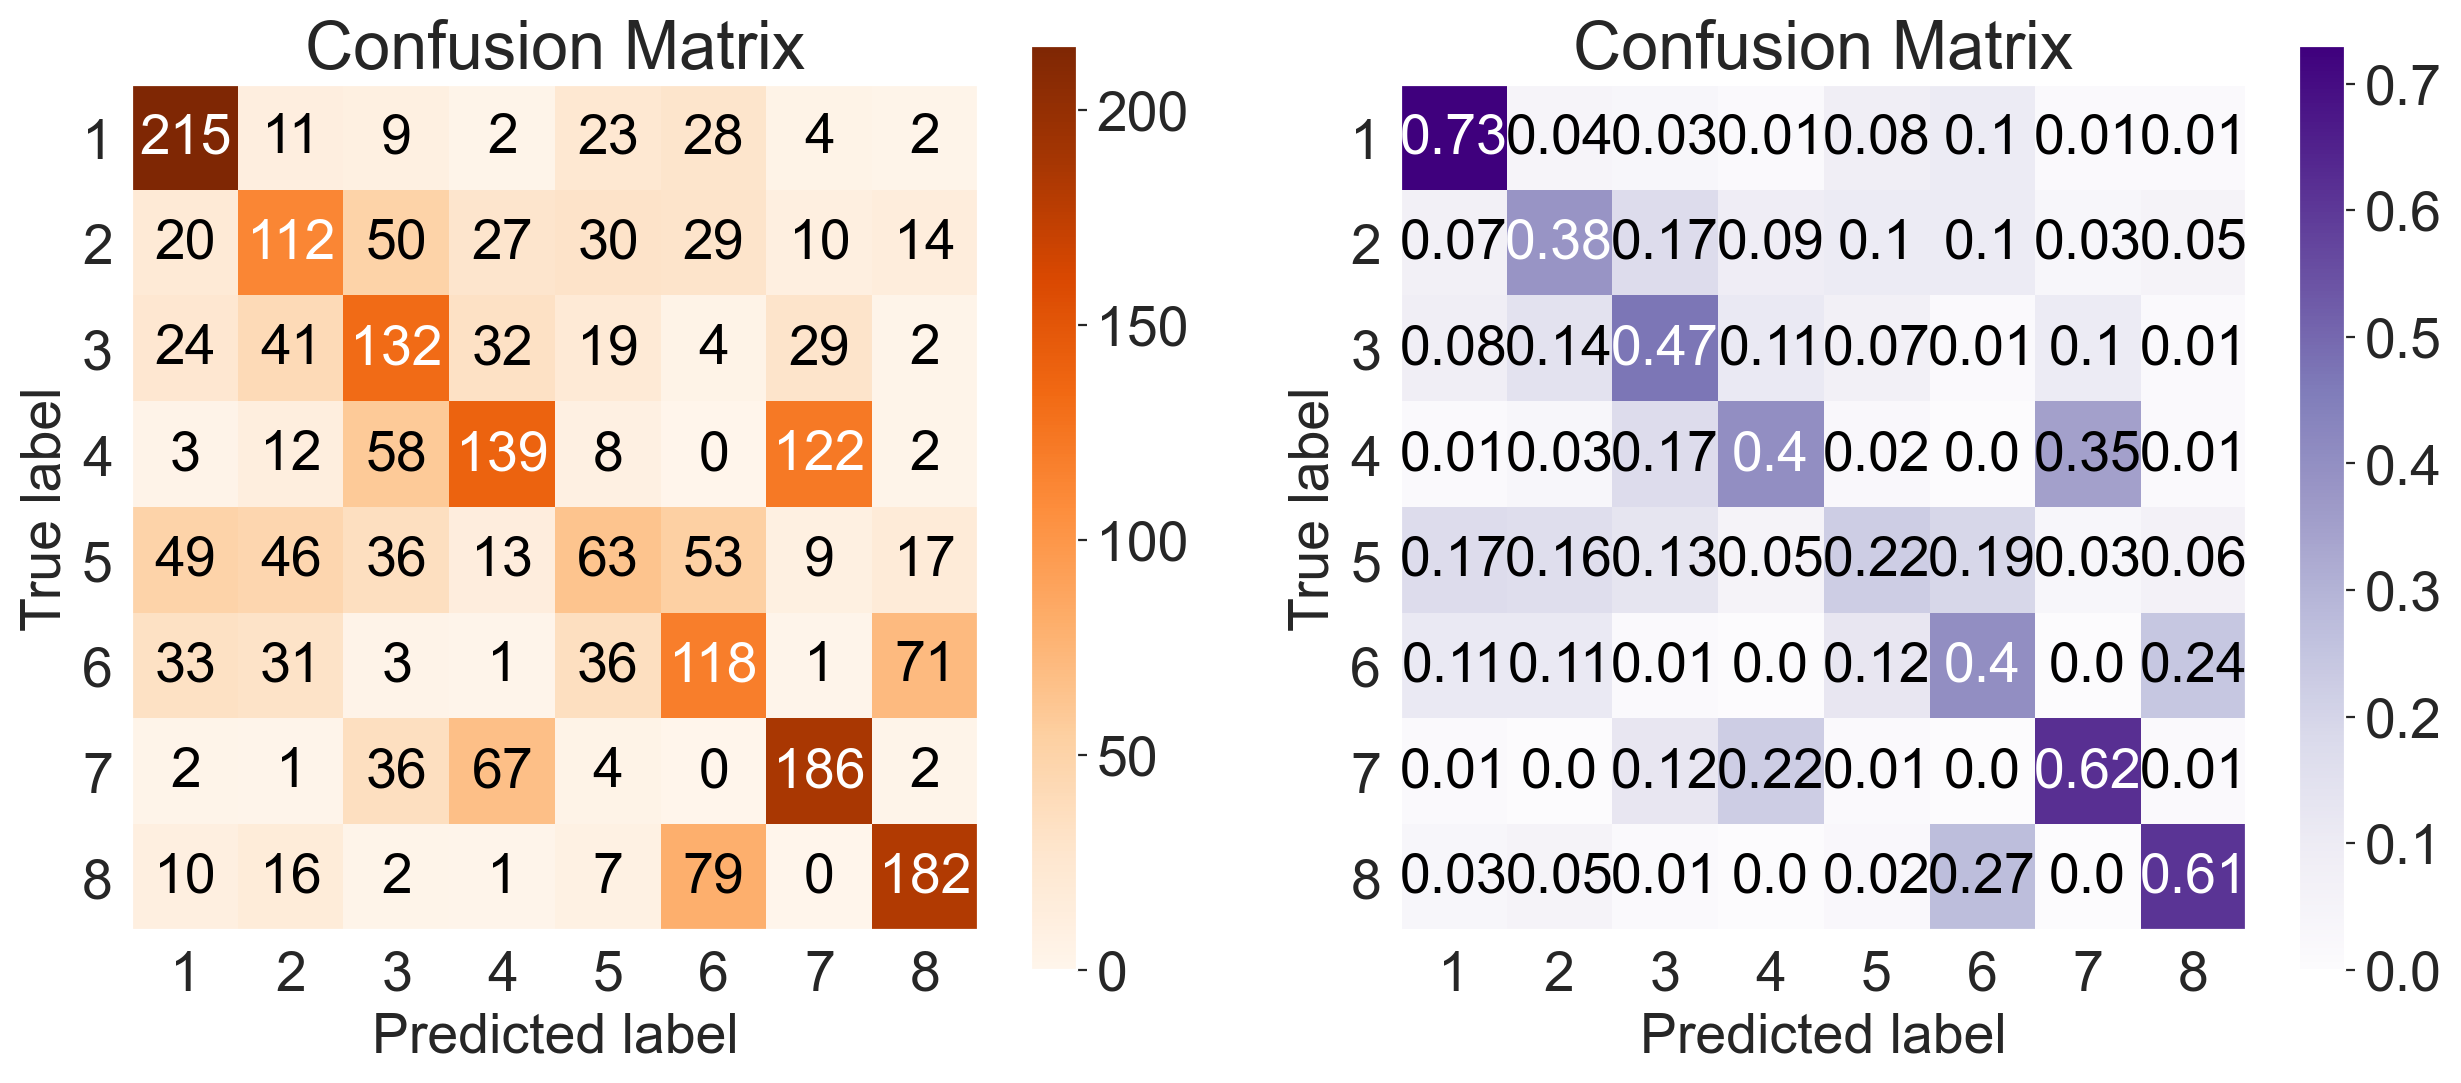 Confusion Matrix
True label
1 215 11 9 2 23 28 4 2
2 20 112 50 27 30 29 10 14
3 24 41 132 32 19 4 29 2
4 3 12 58 139 8 0 122 2
5 49 46 36 13 63 53 9 17
6 33 31 3 1 36 118 1 71
7 2 1 36 67 4 0 186 2
8 10 16 2 1 7 79 0 182
1 2 3 4 5 6 7 8
Predicted label
200
150
100
50
0
Confusion Matrix
True label
1 0.73 0.04 0.03 0.01 0.08 0.1 0.01 0.01
2 0.07 0.38 0.17 0.09 0.1 0.1 0.03 0.05
3 0.08 0.14 0.47 0.11 0.07 0.01 0.1 0.01
4 0.01 0.03 0.17 0.4 0.02 0.0 0.35 0.01
5 0.17 0.16 0.13 0.05 0.22 0.19 0.03 0.06
6 0.11 0.11 0.01 0.0 0.12 0.4 0.0 0.24
7 0.01 0.0 0.12 0.22 0.01 0.0 0.62 0.01
8 0.03 0.05 0.01 0.0 0.02 0.27 0.0 0.61
1 2 3 4 5 6 7 8
Predicted label
0.7
0.6
0.5
0.4
0.3
0.2
0.1
0.0